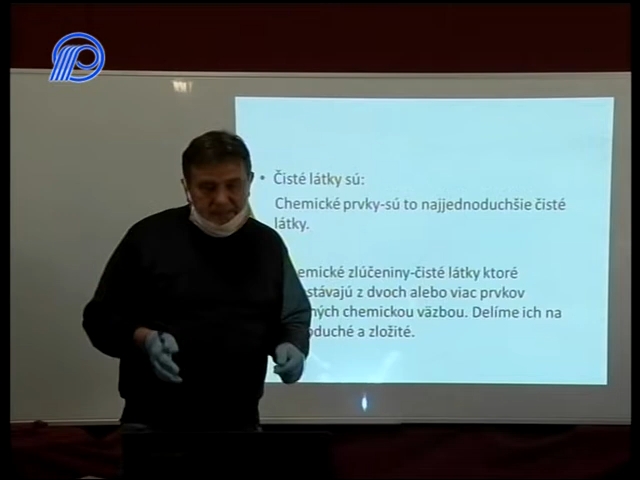 • Čisté látky sú:
Chemické prvky-sú to najjednoduchšie čisté
látky.
zlúčeniny-čisté látky ktoré
z dvoch alebo viac prvkov
chemickou väzbou. Delíme ich na
a zložité.